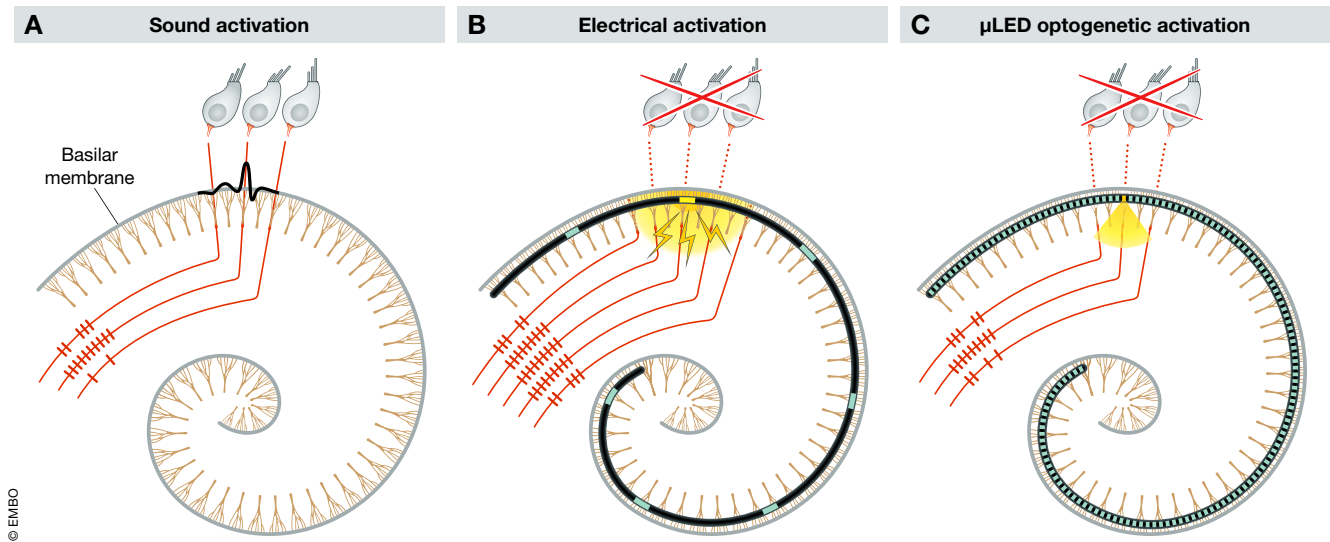 A
Sound activation
B
Electrical activation
C
µLED optogenetic activation
Basilar
membrane
© EMBO